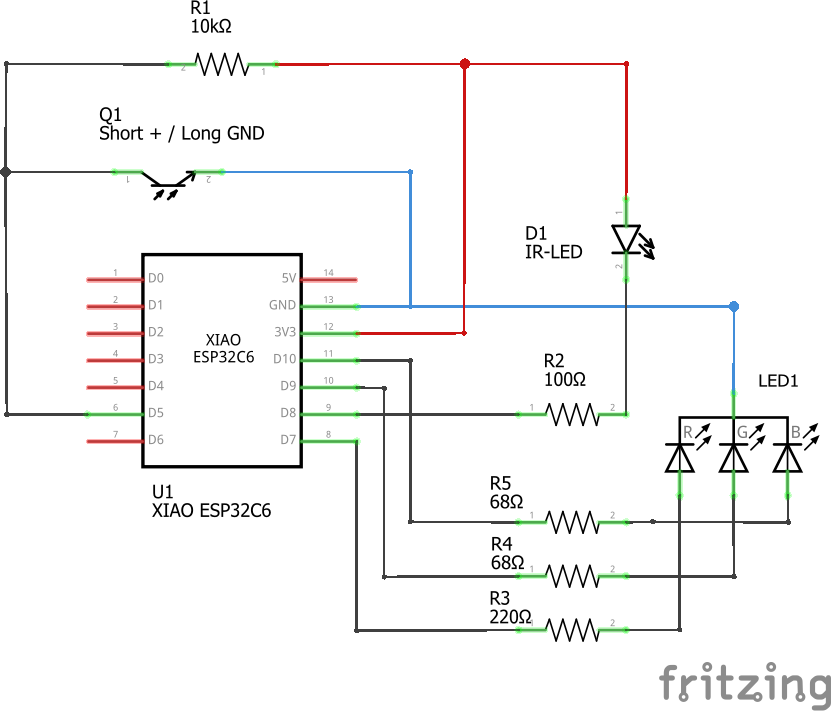 R1
10kΩ
2
1
Q1
Short + / Long GND
1
2
1
D1
IR-LED
2
1 D0 5V 14
2 D1 GND 13
3 D2 XIAO 3V3 12
4 D3 ESP32C6 D10 11
5 D4 D9 10
6 D5 D8 9
7 D6 D7 8
U1
XIAO ESP32C6
R2
100Ω
1 2
LED1
R G B
R5
68Ω
1 2
R4
68Ω
1 2
R3
220Ω
1 2
fritzing